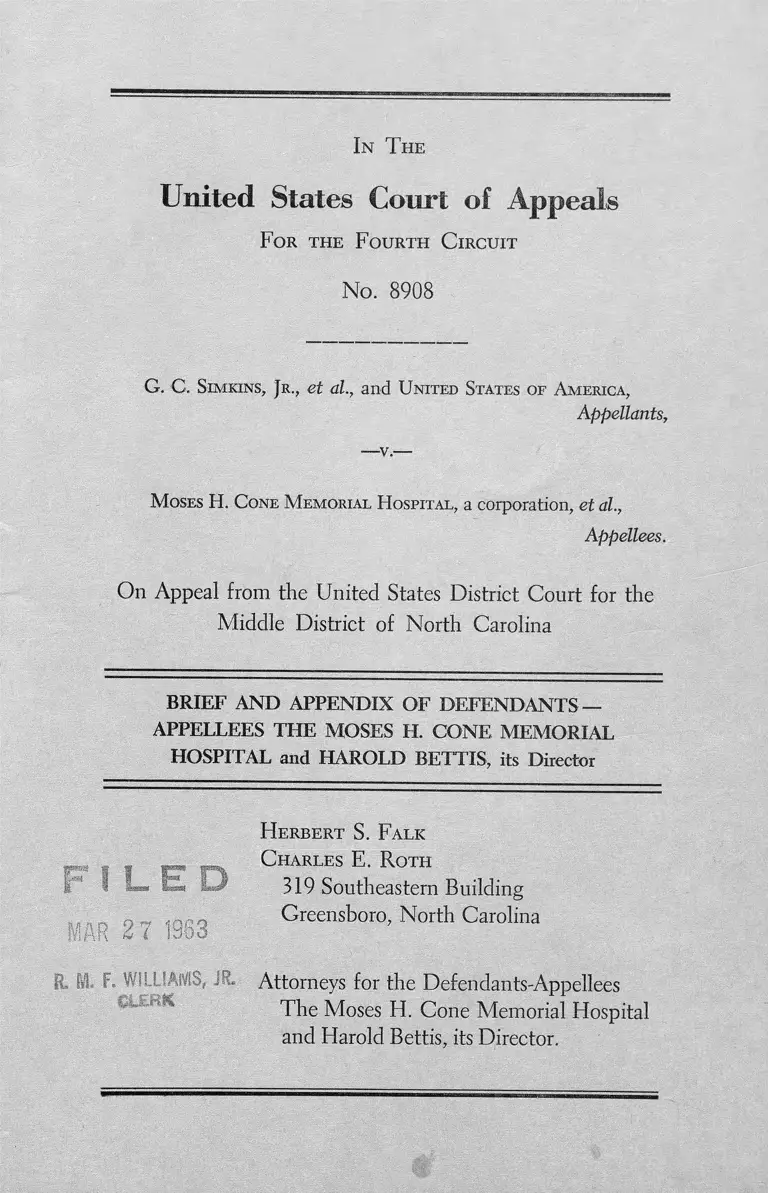 IN THE
United States Court of Appeals
FOR THE FOURTH CIRCUIT
No. 8908
G. C. SIMKINS, JR., et al., and UNITED STATES OF AMERICA,
Appellants,
—v.—
MOSES H. CONE MEMORIAL HOSPITAL, a corporation, et al.,
Appellees.
On Appeal from the United States District Court for the
Middle District of North Carolina
BRIEF AND APPENDIX OF DEFENDANTS —
APPELLEES THE MOSES H. CONE MEMORIAL
HOSPITAL and HAROLD BETTIS, its Director
HERBERT S. FALK
CHARLES E. ROTH
319 Southeastern Building
Greensboro, North Carolina
FILED
MAR 27 1963
R. M. F. WILLIAMS, JR.
CLERK
Attorneys for the Defendants-Appellees
The Moses H. Cone Memorial Hospital
and Harold Bettis, its Director.